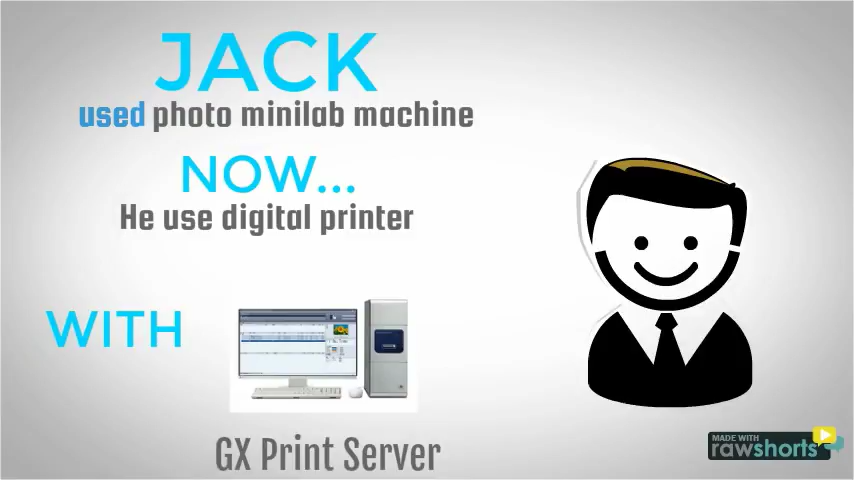 JACK
used photo minilab machine
NOW...
He use digital printer
WITH
GX Print Server
MADE WITH
rawshorts